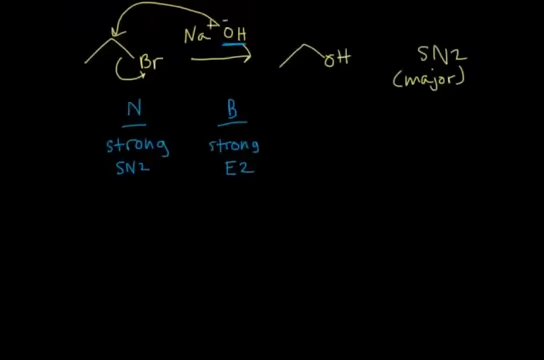 Br Na⁺ ⁻OH OH SN2
(major)
N B
strong strong
SN2 E2